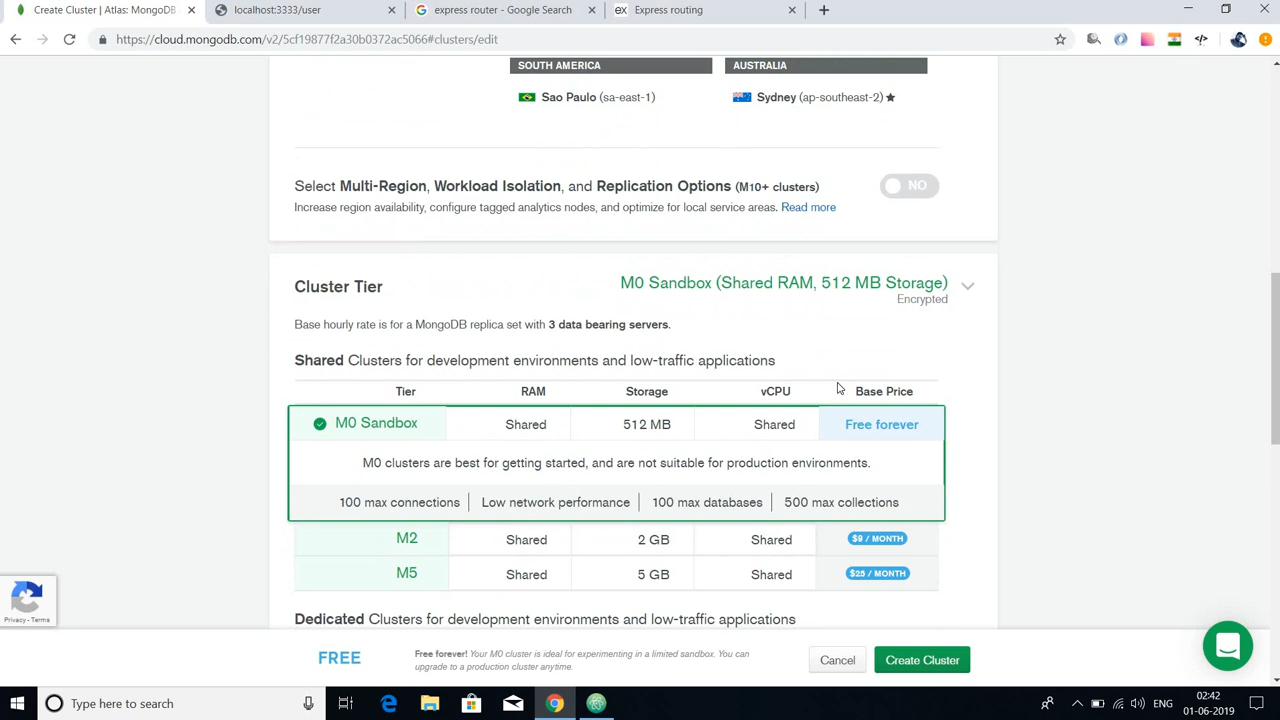 Create Cluster | Atlas: MongoDB
localhost:3333/user
express router - Google Search
Express routing
https://cloud.mongodb.com/v2/5cf19877f2a30b0372ac5066#clusters/edit
SOUTH AMERICA
AUSTRALIA
Sao Paulo (sa-east-1)
Sydney (ap-southeast-2)
Select Multi-Region, Workload Isolation, and Replication Options (M10+ clusters)
NO
Increase region availability, configure tagged analytics nodes, and optimize for local service areas. Read more
Cluster Tier
M0 Sandbox (Shared RAM, 512 MB Storage)
Encrypted
Base hourly rate is for a MongoDB replica set with 3 data bearing servers.
Shared Clusters for development environments and low-traffic applications
Tier RAM Storage vCPU Base Price
M0 Sandbox Shared 512 MB Shared Free forever
M0 clusters are best for getting started, and are not suitable for production environments.
100 max connections | Low network performance | 100 max databases | 500 max collections
M2 Shared 2 GB Shared $9 / MONTH
M5 Shared 5 GB Shared $25 / MONTH
Dedicated Clusters for development environments and low-traffic applications
Privacy - Terms
FREE
Free forever! Your M0 cluster is ideal for experimenting in a limited sandbox. You can
upgrade to a production cluster anytime.
Cancel
Create Cluster
Type here to search
ENG
02:42
01-06-2019